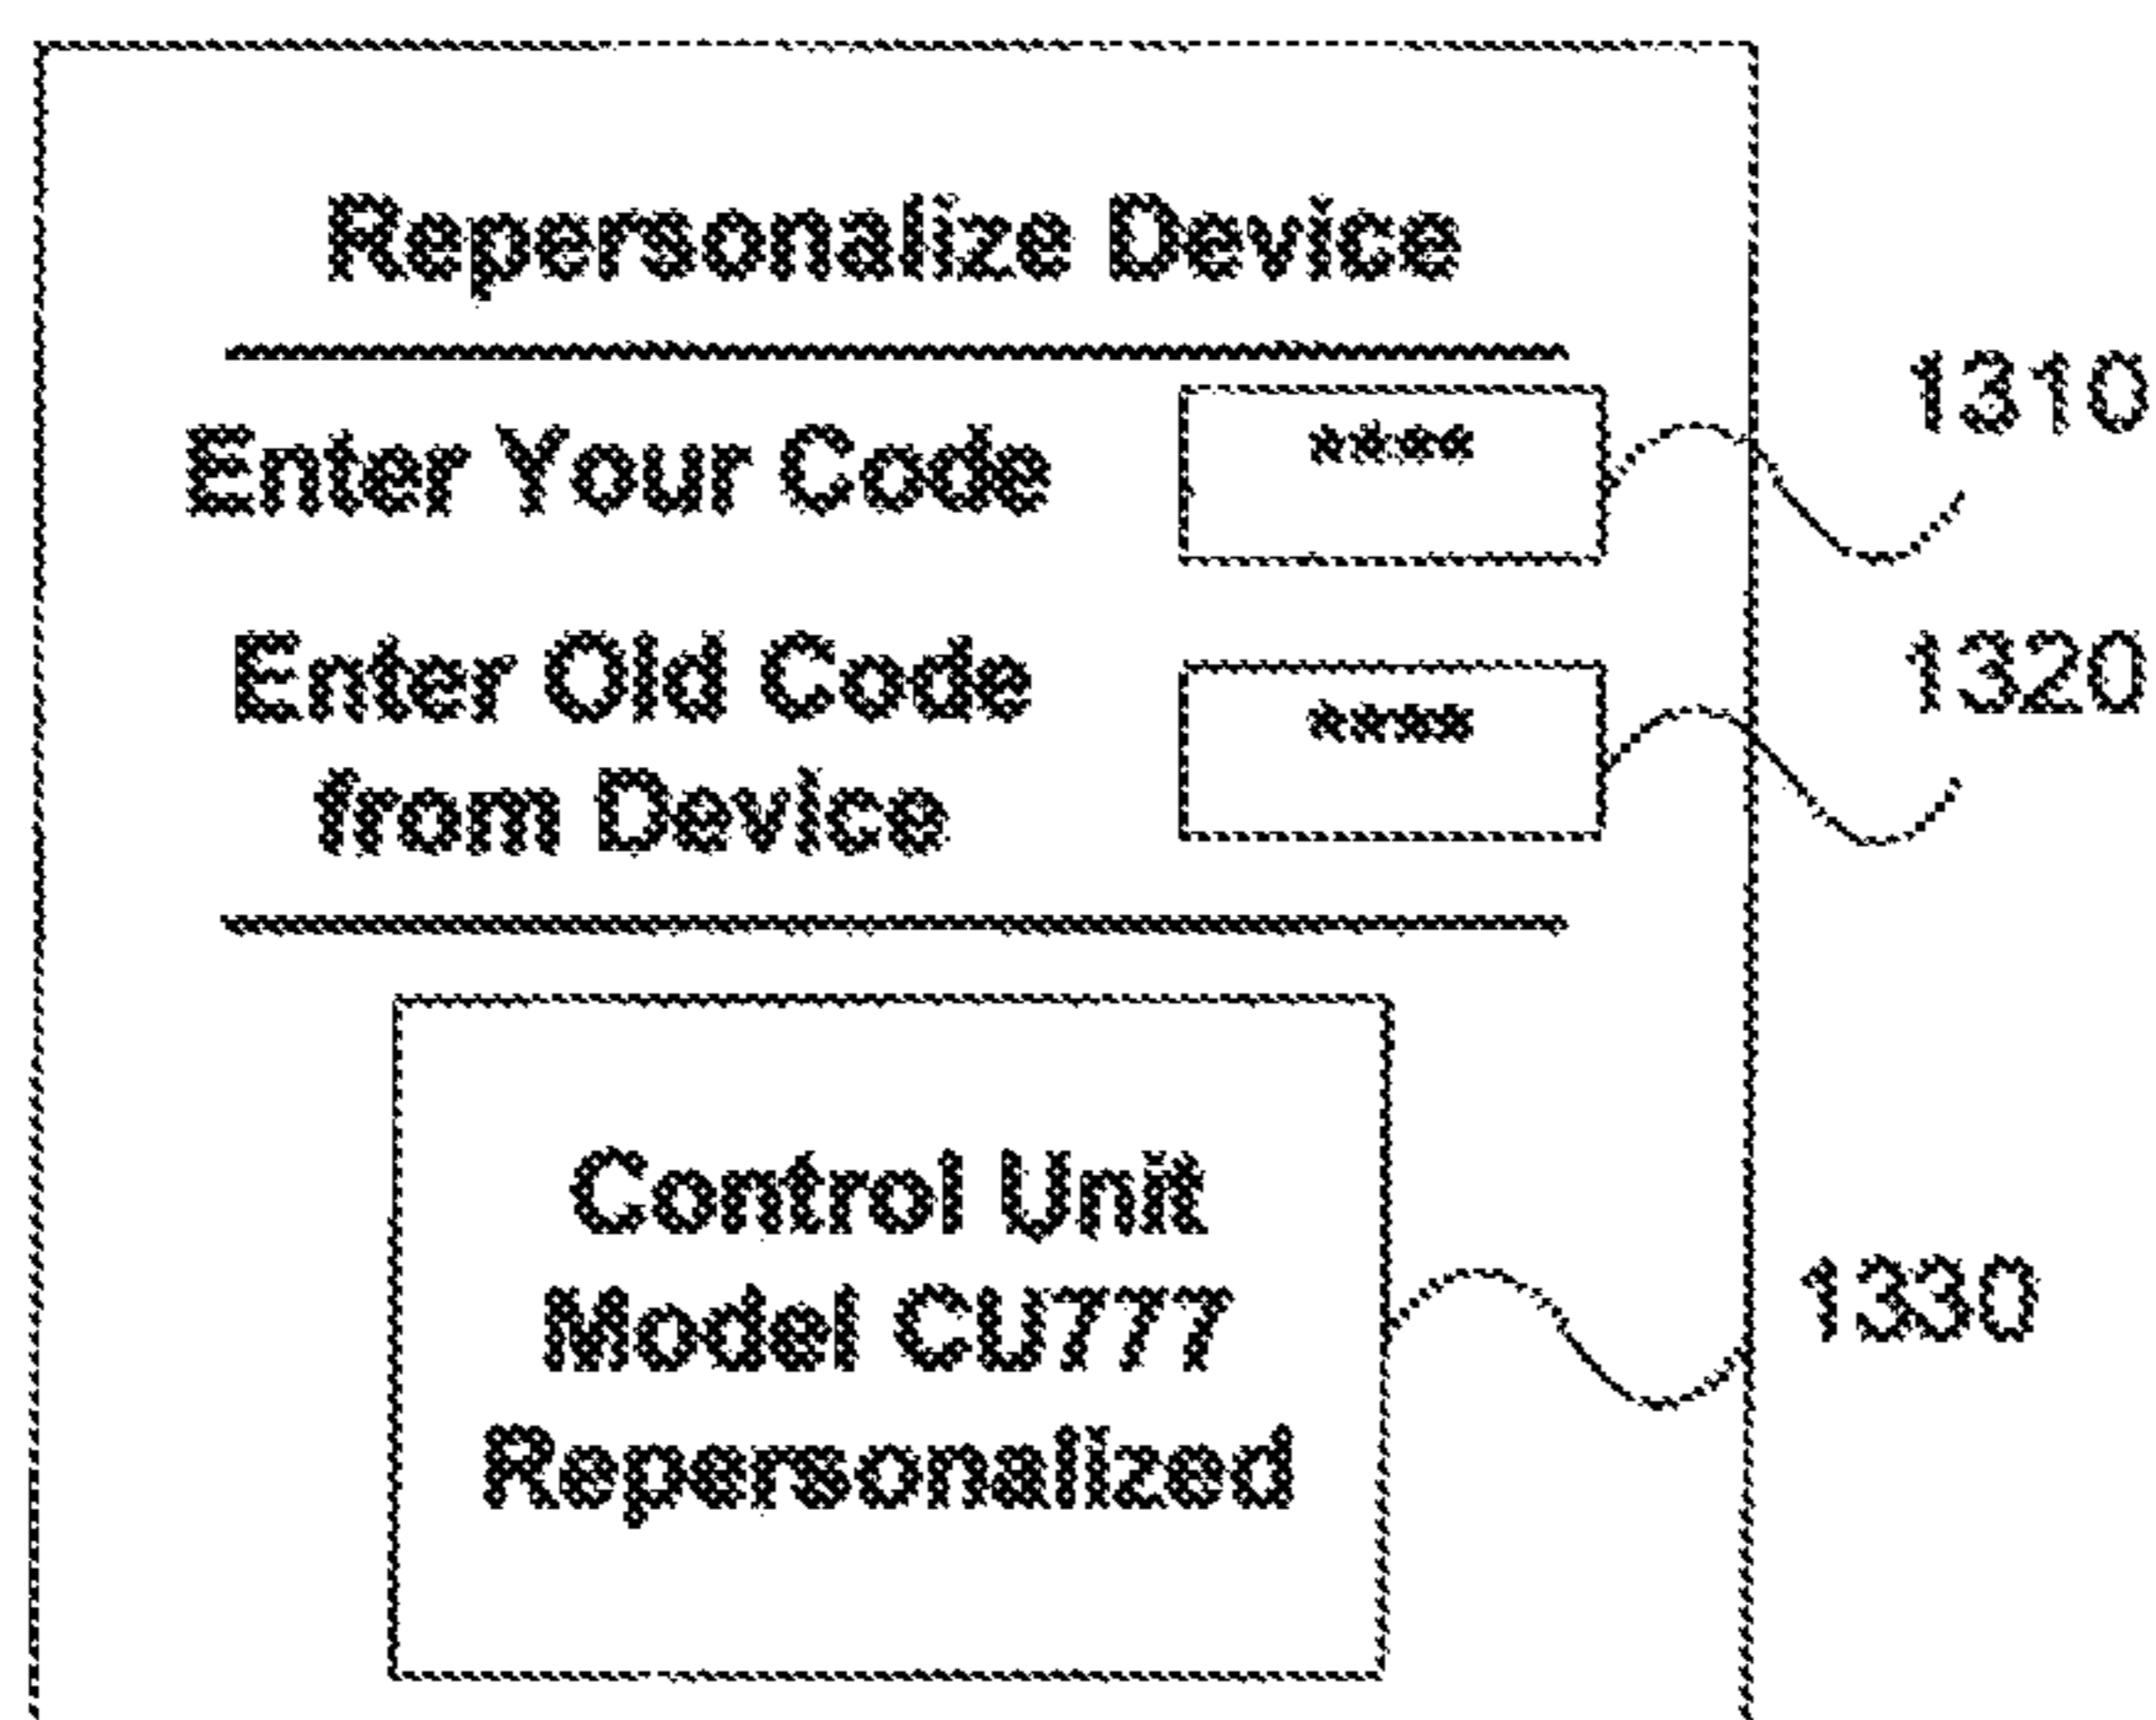 Repersonalize Device
Enter Your Code **** 1310
Enter Old Code
from Device
**** 1320
Control Unit
Model CU777
Repersonalized
1330